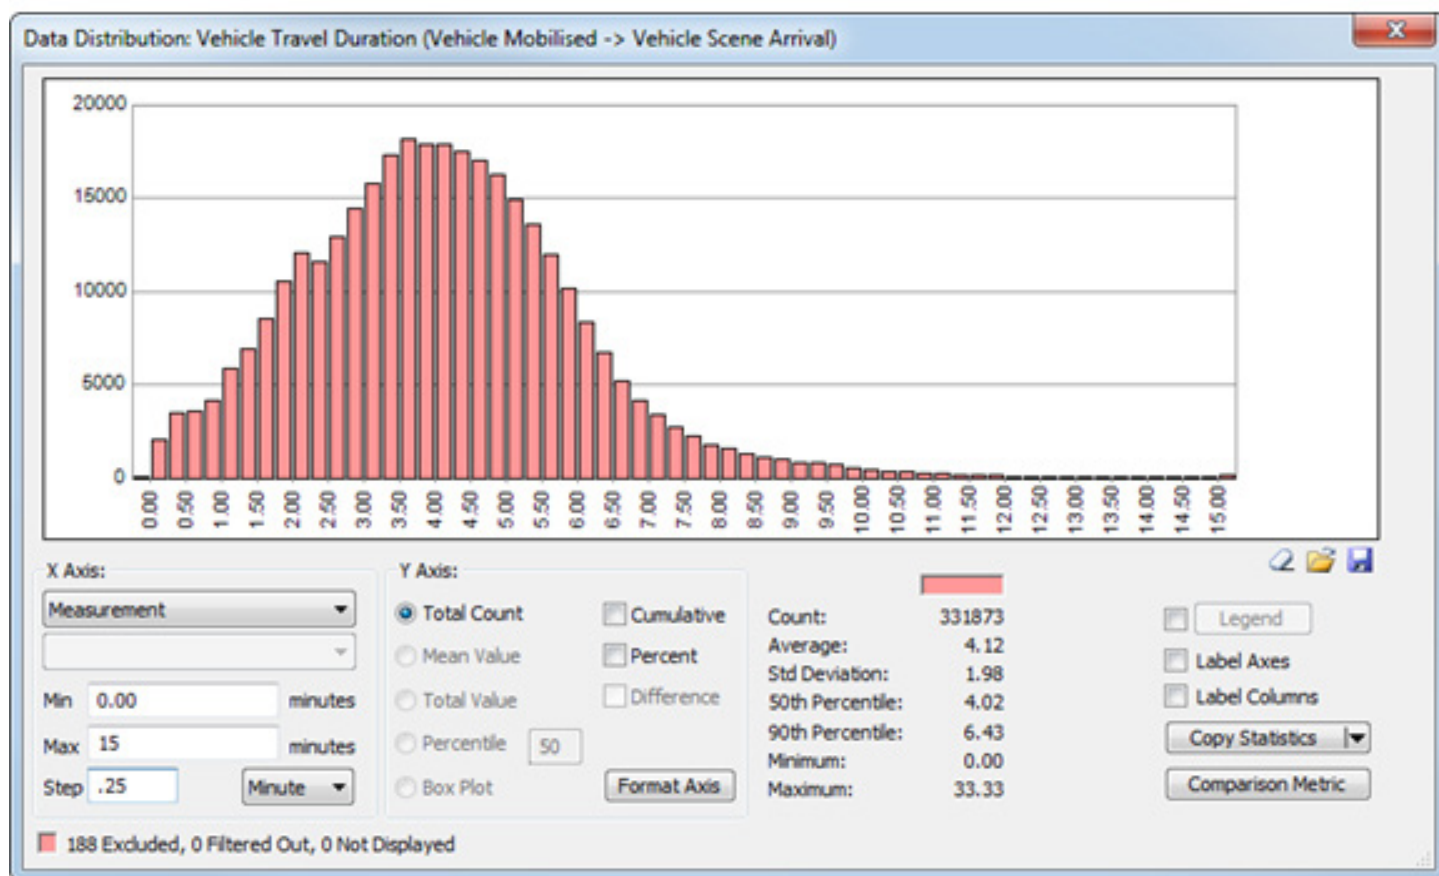 Data Distribution: Vehicle Travel Duration (Vehicle Mobilised -> Vehicle Scene Arrival)
20000
15000
10000
5000
0
0.00 0.50 1.00 1.50 2.00 2.50 3.00 3.50 4.00 4.50 5.00 5.50 6.00 6.50 7.00 7.50 8.00 8.50 9.00 9.50 10.00 10.50 11.00 11.50 12.00 12.50 13.00 13.50 14.00 14.50 15.00
X Axis:
Measurement
Min 0.00 minutes
Max 15 minutes
Step .25 Minute
Y Axis:
Total Count Cumulative
Mean Value Percent
Total Value Difference
Percentile 50
Box Plot Format Axis
Count: 331873
Average: 4.12
Std Deviation: 1.98
50th Percentile: 4.02
90th Percentile: 6.43
Minimum: 0.00
Maximum: 33.33
Legend
Label Axes
Label Columns
Copy Statistics
Comparison Metric
188 Excluded, 0 Filtered Out, 0 Not Displayed